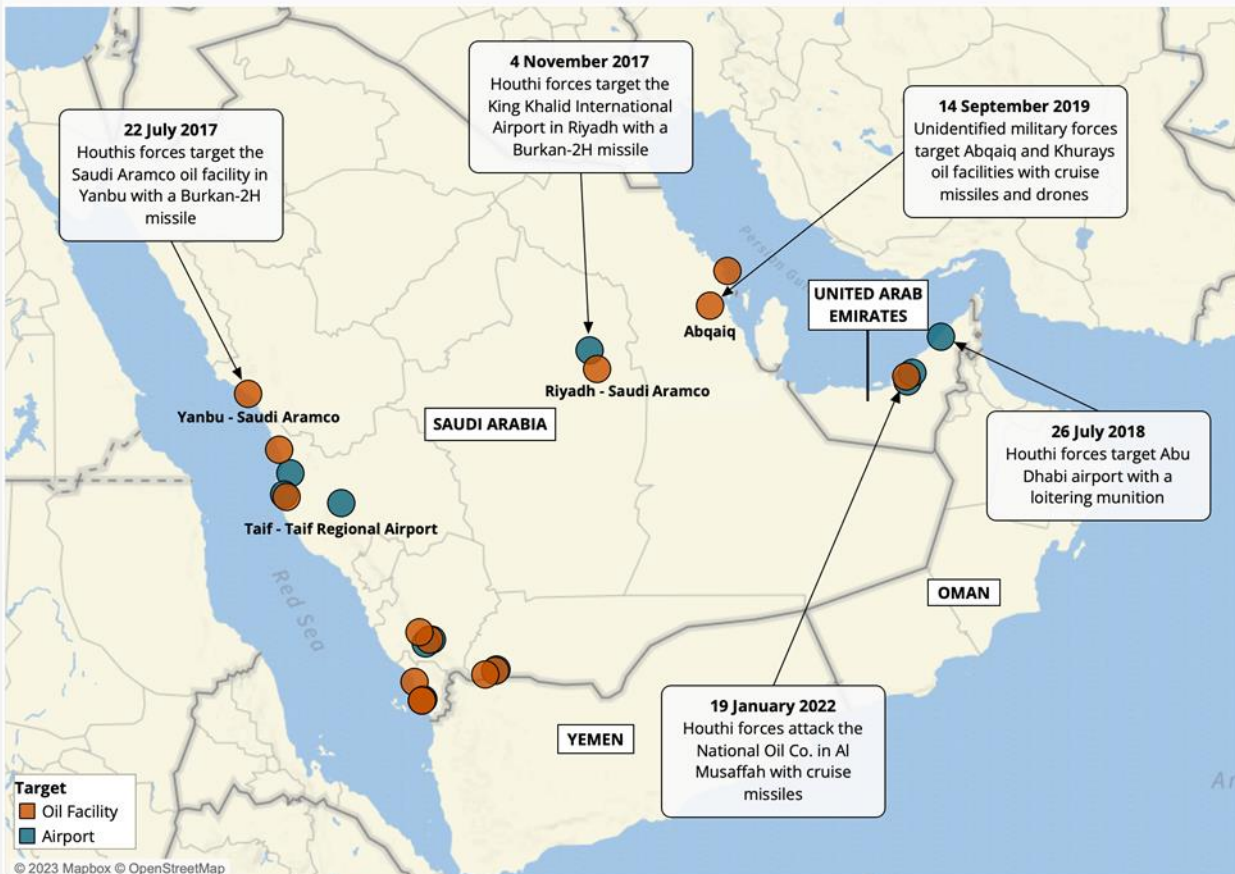 4 November 2017
Houthi forces target the
King Khalid International
Airport in Riyadh with a
Burkan-2H missile
14 September 2019
Unidentified military forces
target Abqaiq and Khurays
oil facilities with cruise
missiles and drones
22 July 2017
Houthis forces target the
Saudi Aramco oil facility in
Yanbu with a Burkan-2H
missile
Persian Gu
UNITED ARAB
EMIRATES
Abqaiq
Riyadh - Saudi Aramco
Yanbu - Saudi Aramco
SAUDI ARABIA
26 July 2018
Houthi forces target Abu
Dhabi airport with a
loitering munition
Taif - Taif Regional Airport
Red Sea
OMAN
19 January 2022
Houthi forces attack the
National Oil Co. in Al
Musaffah with cruise
missiles
YEMEN
Target
Oil Facility
Airport
© 2023 Mapbox © OpenStreetMap